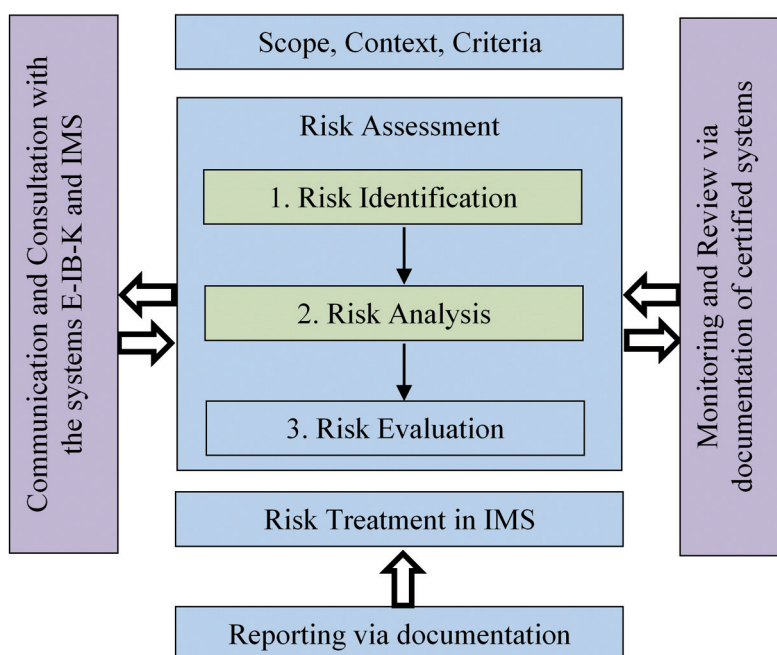 Scope, Context, Criteria
Communication and Consultation with
the systems E-IB-K and IMS
Risk Assessment
1. Risk Identification
2. Risk Analysis
3. Risk Evaluation
Monitoring and Review via
documentation of certified systems
Risk Treatment in IMS
Reporting via documentation